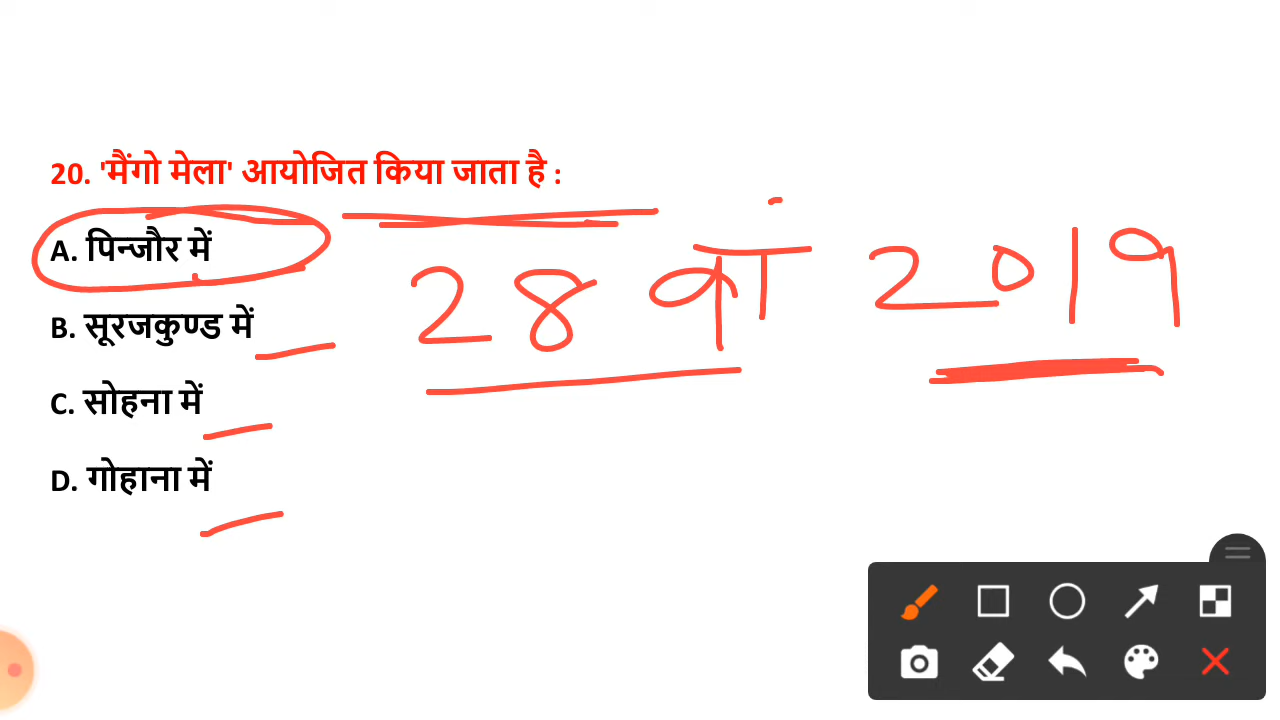 20. 'मैंगो मेला' आयोजित किया जाता है :
A. पिन्जौर में
28 वां 2019
B. सूरजकुण्ड में
C. सोहना में
D. गोहाना में